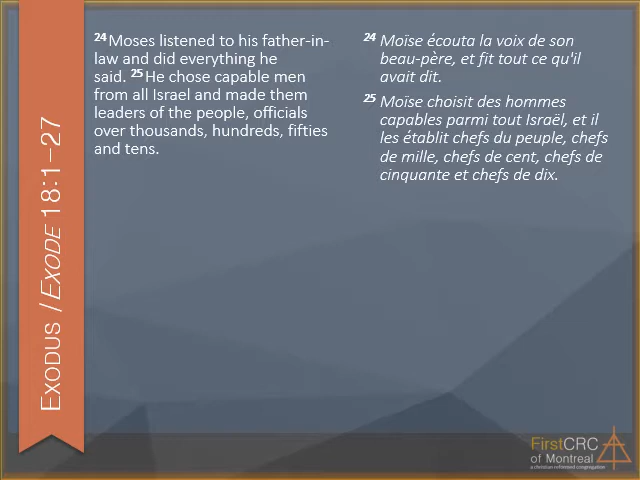 Exodus /Exode 18:1-27
24 Moses listened to his father-in-
law and did everything he
said. 25 He chose capable men
from all Israel and made them
leaders of the people, officials
over thousands, hundreds, fifties
and tens.
24 Moïse écouta la voix de son
beau-père, et fit tout ce qu'il
avait dit.
25 Moïse choisit des hommes
capables parmi tout Israël, et il
les établit chefs du peuple, chefs
de mille, chefs de cent, chefs de
cinquante et chefs de dix.
FirstCRC
of Montreal
a christian reformed congregation